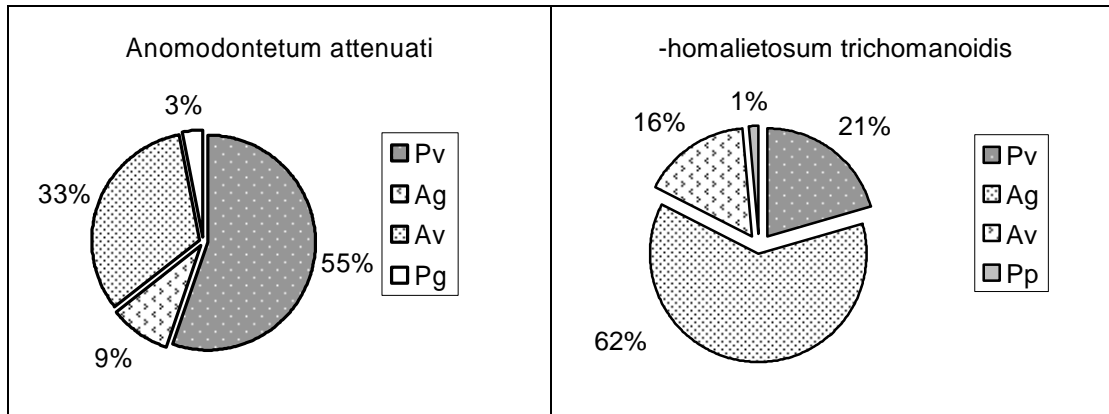 Anomodontetum attenuati
3%
33%
55%
9%
Pv
Ag
Av
Pg
-homalietosum trichomanoidis
1%
16%
21%
62%
Pv
Ag
Av
Pp